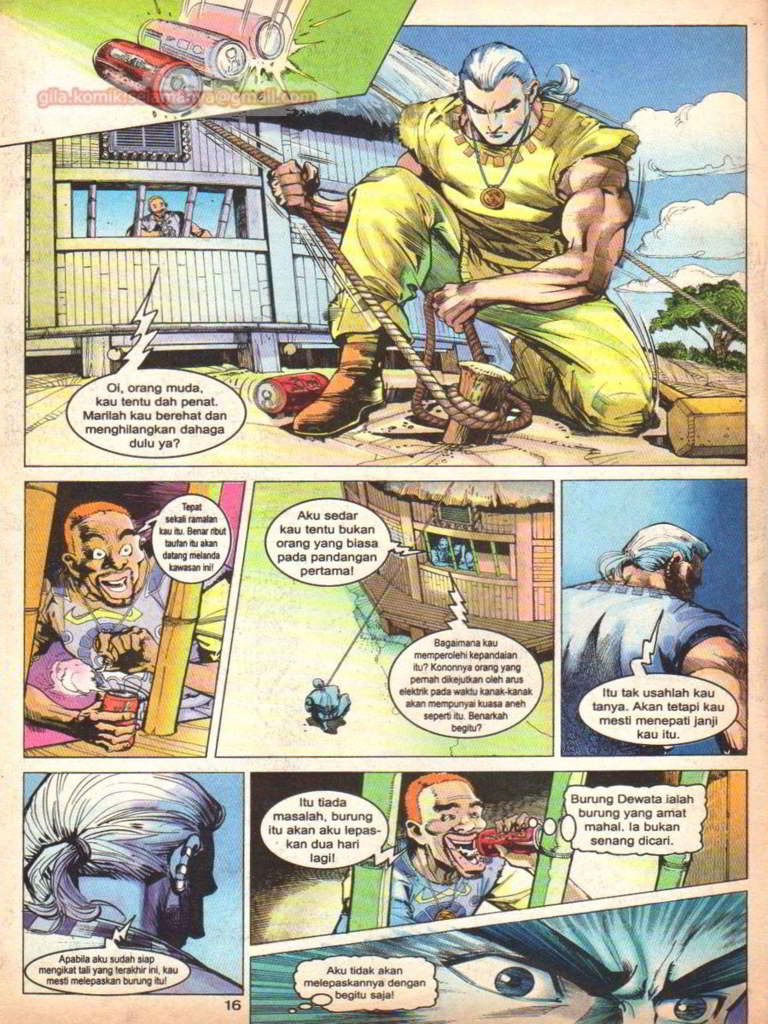 gila.komik.selamanya@gmail.com
Oi, orang muda,
kau tentu dah penat.
Marilah kau berehat dan
menghilangkan dahaga
dulu ya?
Tepat
sekali ramalan
kau itu. Benar ribut
taufan itu akan
datang melanda
kawasan ini!
Aku sedar
kau tentu bukan
orang yang biasa
pada pandangan
pertama!
Bagaimana kau
memperolehi kepandaian
itu? Kononnya orang yang
pernah dikejutkan oleh arus
elektrik pada waktu kanak-kanak
akan mempunyai kuasa aneh
seperti itu. Benarkah
begitu?
Itu tak usahlah kau
tanya. Akan tetapi kau
mesti menepati janji
kau itu.
Apabila aku sudah siap
mengikat tali yang terakhir ini, kau
mesti melepaskan burung itu!
Itu tiada
masalah, burung
itu akan aku lepas-
kan dua hari
lagi!
Burung Dewata ialah
burung yang amat
mahal. Ia bukan
senang dicari.
Aku tidak akan
melepaskannya dengan
begitu saja!
16